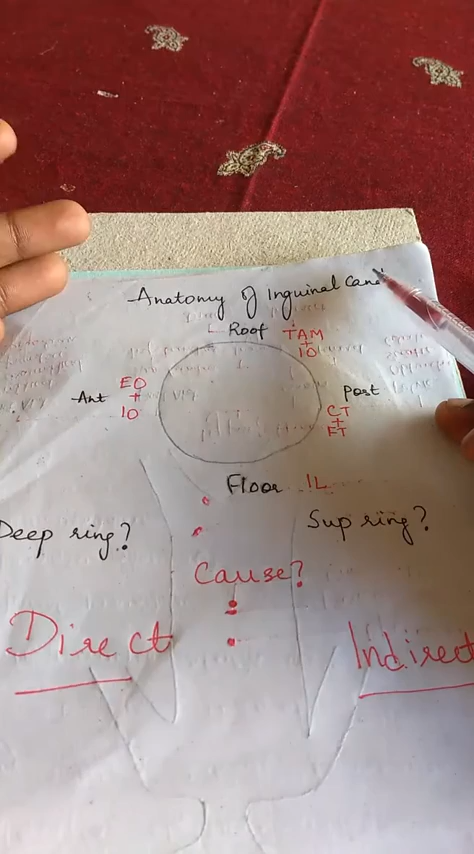 Anatomy of Inguinal Cana
Roof TAM
+
IO
Ant EO
+
IO
Post
CT
+
FT
Floor IL
Deep ring?
Sup ring?
Cause?
Direct
Indirect